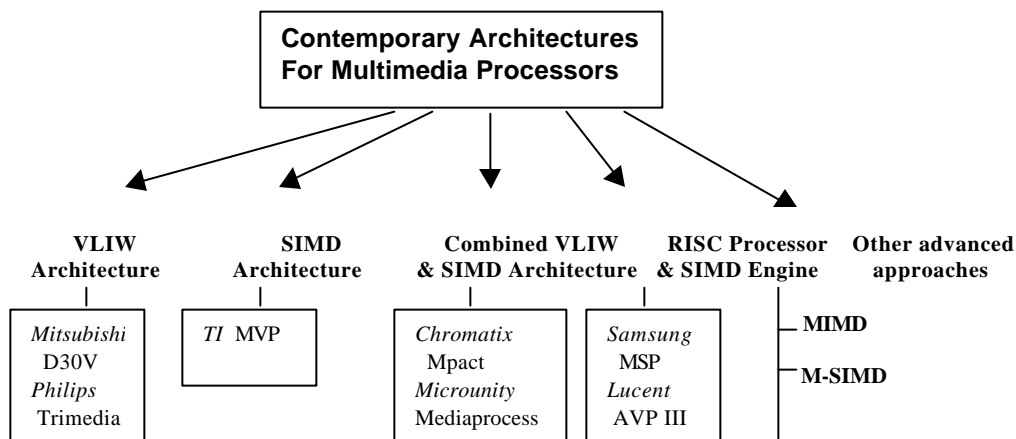 Contemporary Architectures
For Multimedia Processors
VLIW
Architecture
SIMD
Architecture
Combined VLIW
& SIMD Architecture
RISC Processor
& SIMD Engine
Other advanced
approaches
Mitsubishi
D30V
Philips
Trimedia
TI MVP
Chromatix
Mpact
Microunity
Mediaprocess
Samsung
MSP
Lucent
AVP III
MIMD
M-SIMD